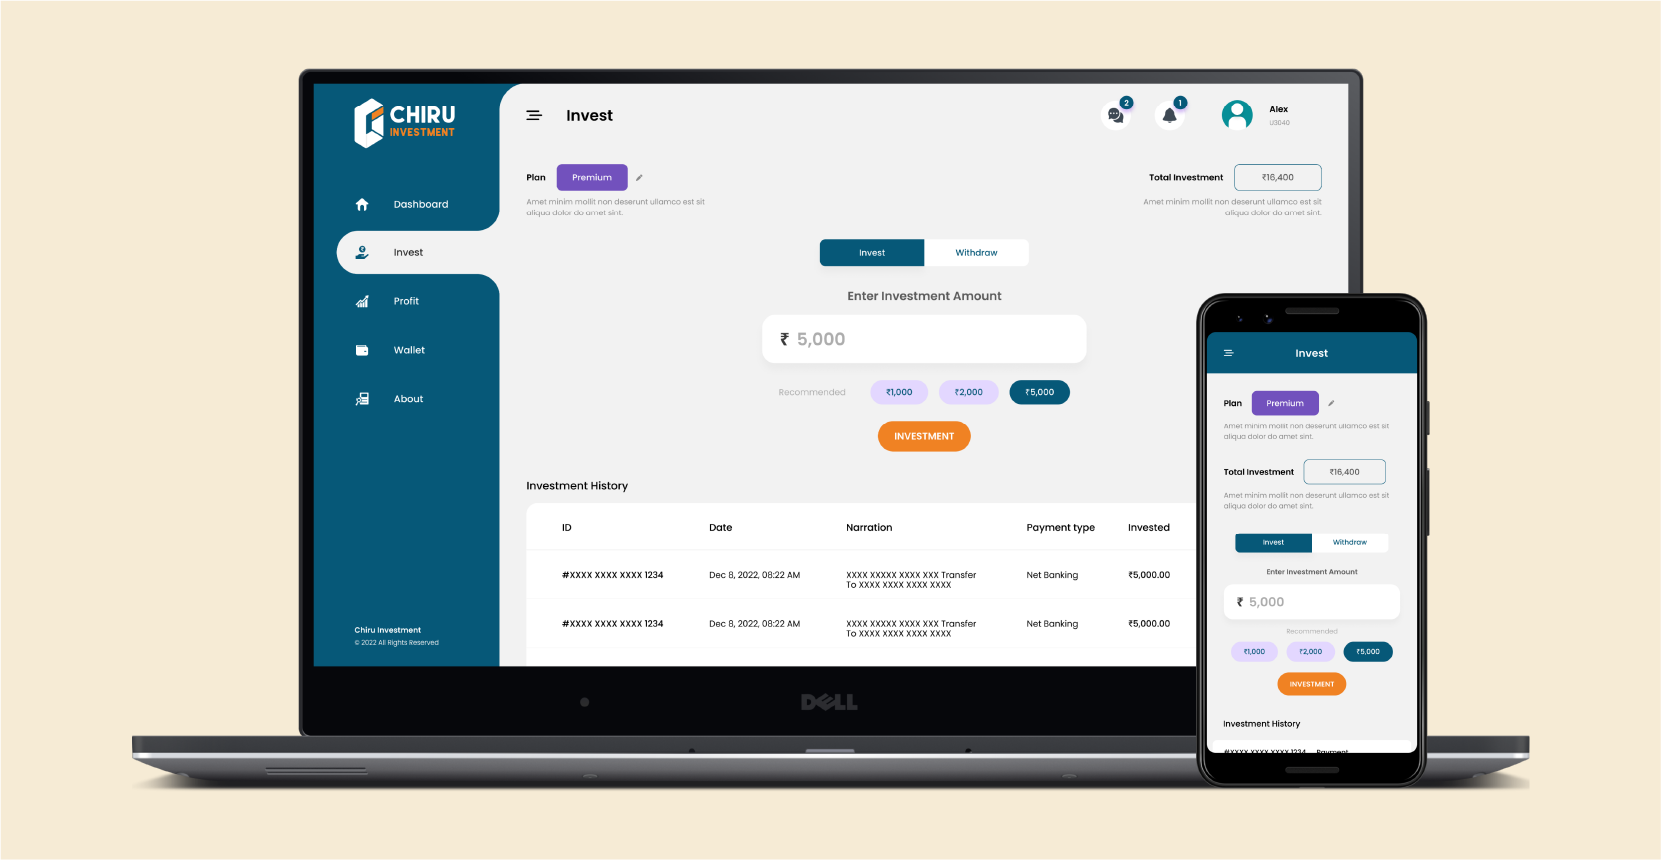 CHIRU
INVESTMENT
Dashboard
Invest
Profit
Wallet
About
Chiru Investment
© 2022 All Rights Reserved
Invest
2
1
Alex
U3040
Plan Premium
Amet minim mollit non deserunt ullamco est sit
aliqua dolor do amet sint.
Total Investment ₹16,400
Amet minim mollit non deserunt ullamco est sit
aliqua dolor do amet sint.
Invest Withdraw
Enter Investment Amount
₹ 5,000
Recommended ₹1,000 ₹2,000 ₹5,000
INVESTMENT
Investment History
ID Date Narration Payment type Invested
#XXXX XXXX XXXX 1234 Dec 8, 2022, 08:22 AM XXXX XXXXX XXXX XXX Transfer Net Banking ₹5,000.00
To XXXX XXXX XXXX XXXX
#XXXX XXXX XXXX 1234 Dec 8, 2022, 08:22 AM XXXX XXXXX XXXX XXX Transfer Net Banking ₹5,000.00
To XXXX XXXX XXXX XXXX
DELL
Invest
Plan Premium
Amet minim mollit non deserunt ullamco est sit
aliqua dolor do amet sint.
Total Investment ₹16,400
Amet minim mollit non deserunt ullamco est sit
aliqua dolor do amet sint.
Invest Withdraw
Enter Investment Amount
₹ 5,000
Recommended
₹1,000 ₹2,000 ₹5,000
INVESTMENT
Investment History
#XXXX XXXX XXXX 1234 Payment